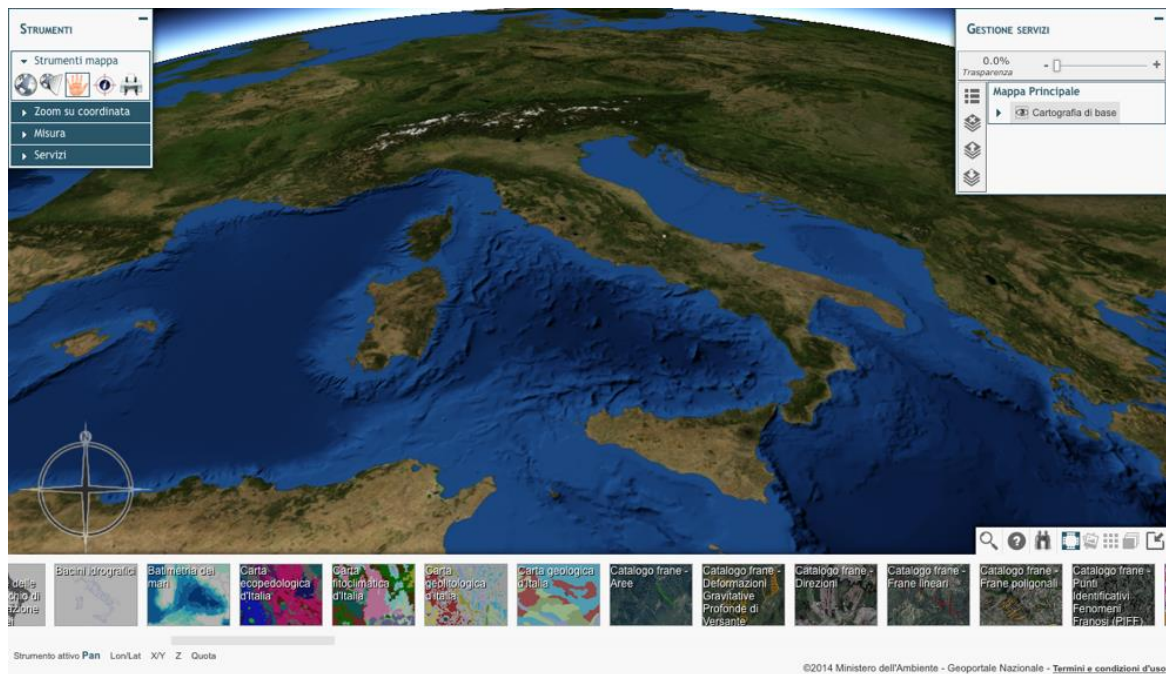 STRUMENTI
Strumenti mappa
Zoom su coordinata
Misura
Servizi
GESTIONE SERVIZI
0.0%
Trasparenza
- +
Mappa Principale
Cartografia di base
N
delle
chio di
azione
Bacini idrografici
Batimetria dei
mari
Carta
ecopedologica
d'Italia
Carta
fitoclimatica
d'Italia
Carta
geolitologica
d'Italia
Carta geologica
d'Italia
Catalogo frane -
Aree
Catalogo frane -
Deformazioni
Gravitative
Profonde di
Versante
Catalogo frane -
Direzioni
Catalogo frane -
Frane lineari
Catalogo frane -
Frane poligonali
Catalogo frane -
Punti
Identificativi
Fenomeni
Franosi (PIFF)
Strumento attivo Pan Lon/Lat X/Y Z Quota
©2014 Ministero dell'Ambiente - Geoportale Nazionale - Termini e condizioni d'uso